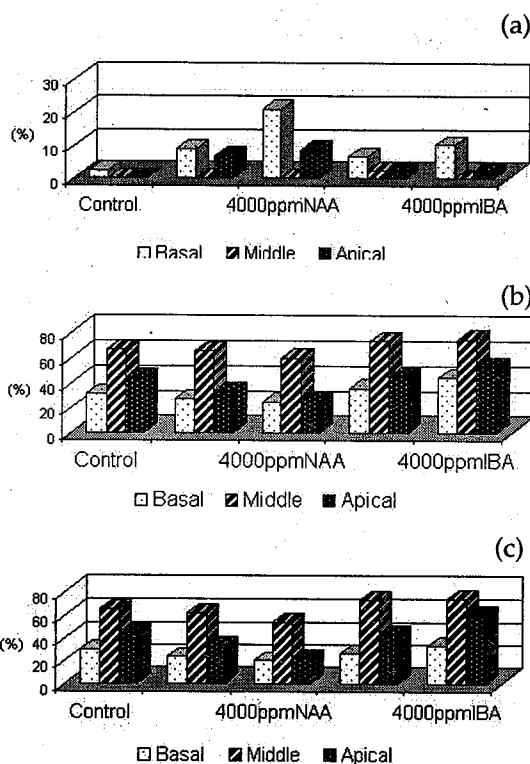 (a)
30
20
(%)
10
0
Control. 4000ppmNAA 4000ppmIBA
Basal Middle Apical
(b)
80
60
(%) 40
20
0
Control 4000ppmNAA 4000ppmIBA
Basal Middle Apical
(c)
80
60
(%) 40
20
0
Control 4000ppmNAA 4000ppmIBA
Basal Middle Apical